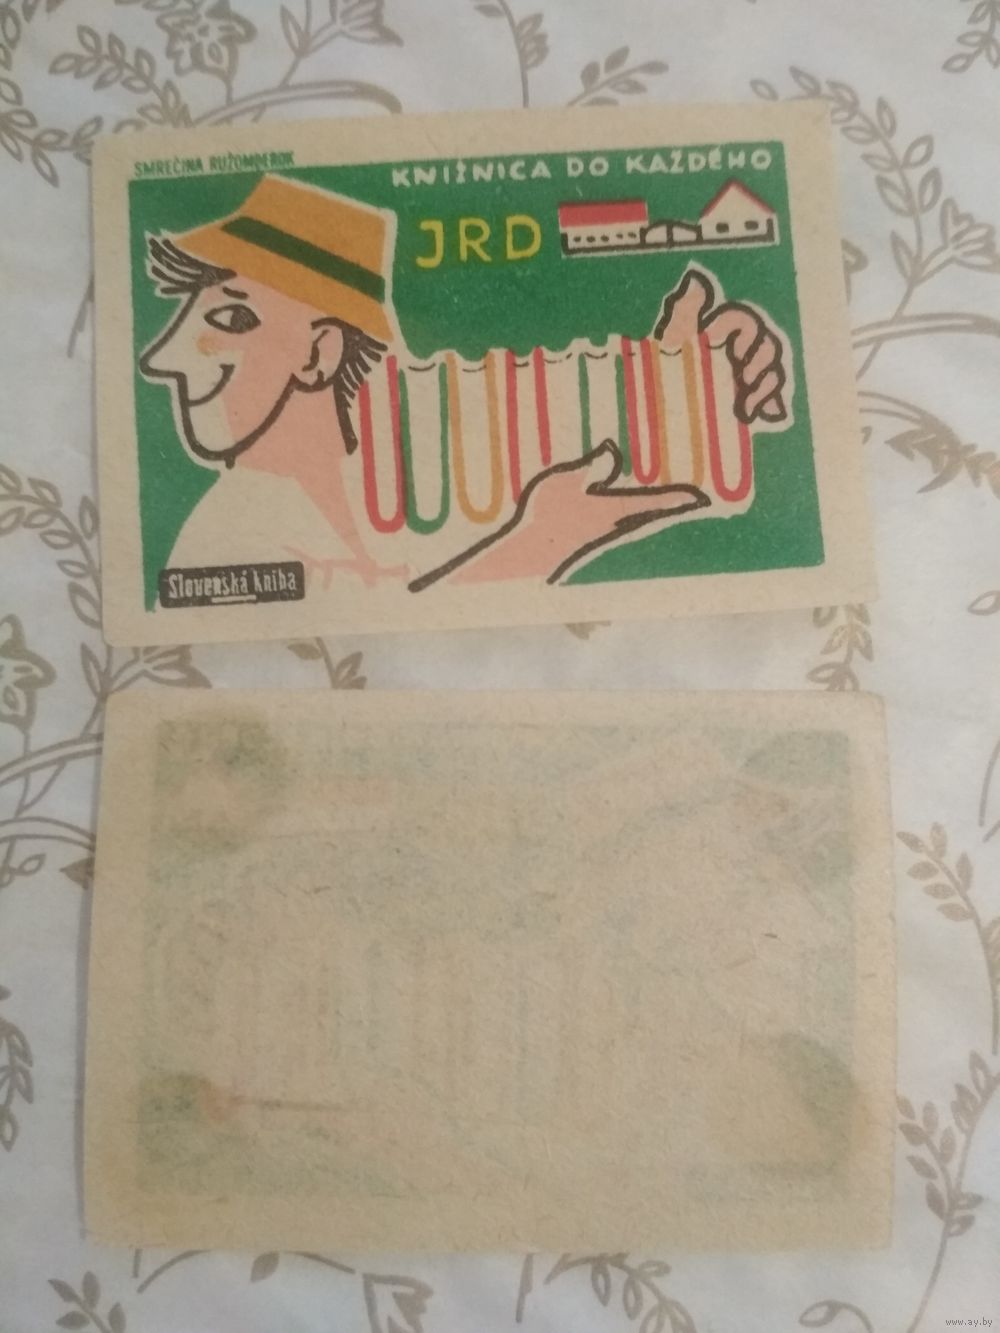 SMREČINA RUŽOMBEROK
KNIŽNICA DO KAŽDÉHO
JRD
Slovenská kniha
www.ay.by